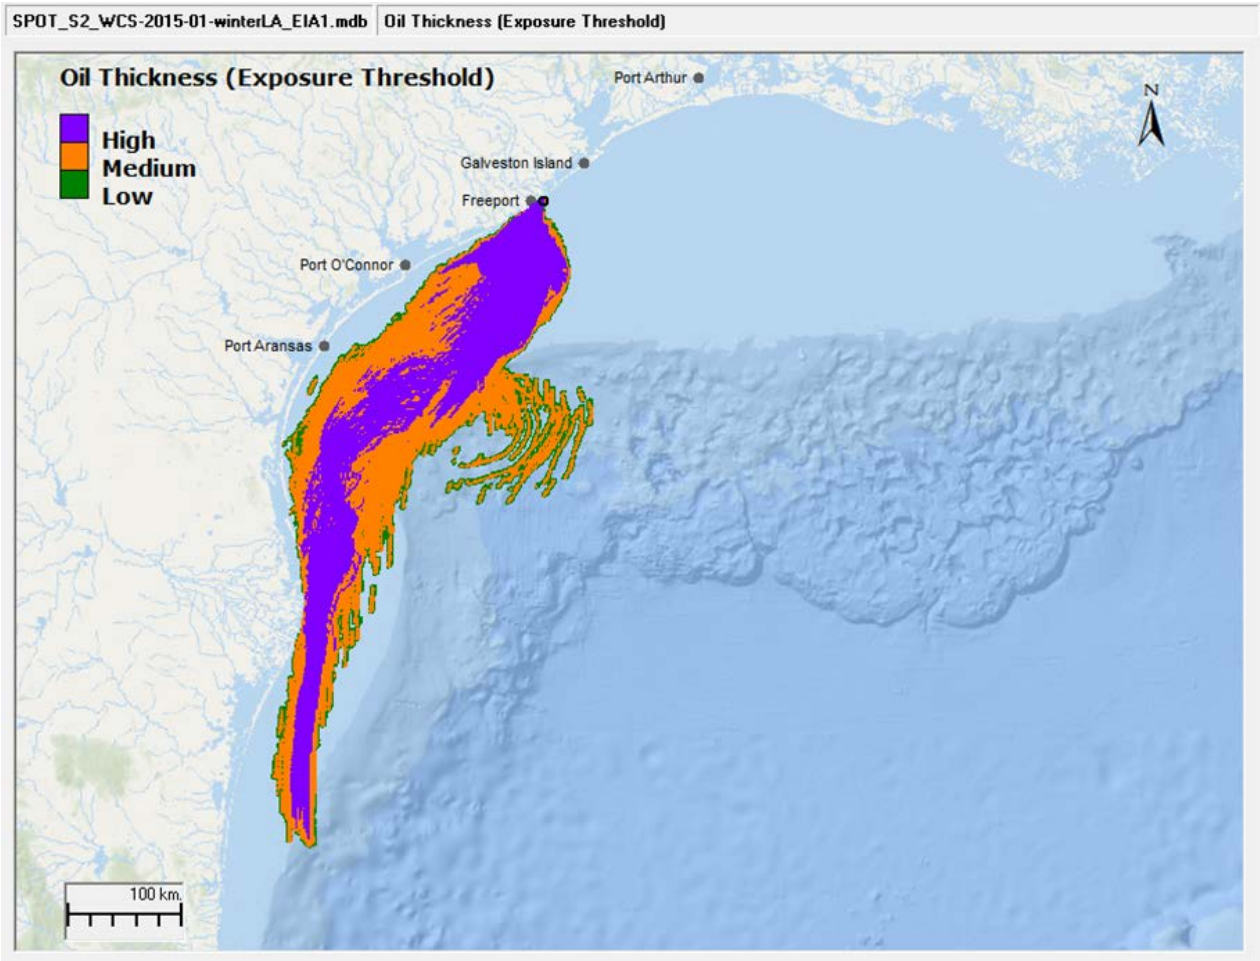 SPOT_S2_WCS-2015-01-winterLA_EIA1.mdb
Oil Thickness (Exposure Threshold)
Oil Thickness (Exposure Threshold)
High
Medium
Low
Port Arthur
N
Galveston Island
Freeport
Port O'Connor
Port Aransas
100 km.